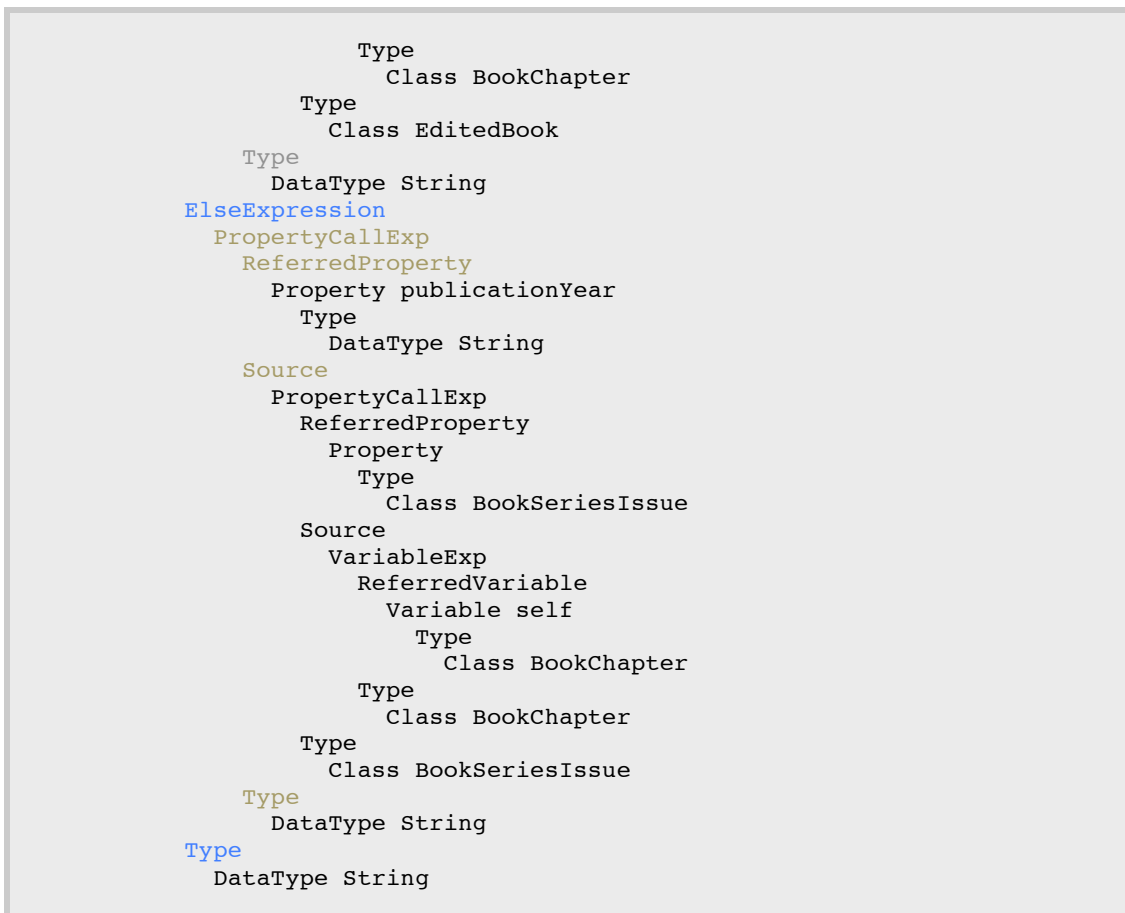 Type
Class BookChapter
Type
Class EditedBook
Type
DataType String
ElseExpression
PropertyCallExp
ReferredProperty
Property publicationYear
Type
DataType String
Source
PropertyCallExp
ReferredProperty
Property
Type
Class BookSeriesIssue
Source
VariableExp
ReferredVariable
Variable self
Type
Class BookChapter
Type
Class BookChapter
Type
Class BookSeriesIssue
Type
DataType String
Type
DataType String